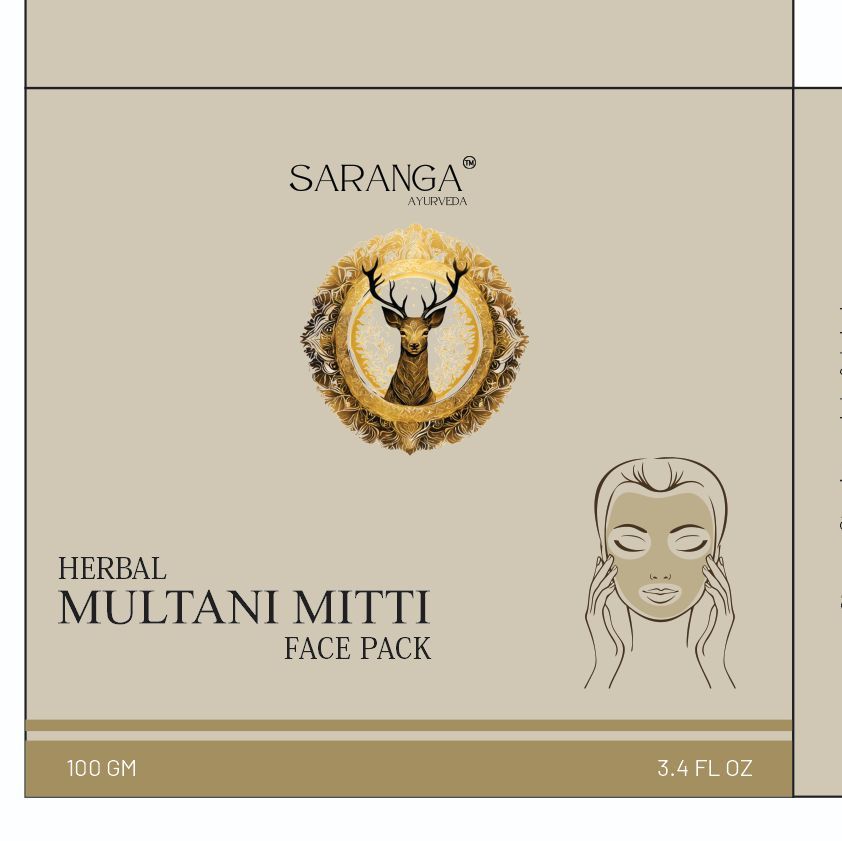 SARANGA™
AYURVEDA
HERBAL
MULTANI MITTI
FACE PACK
100 GM
3.4 FL OZ